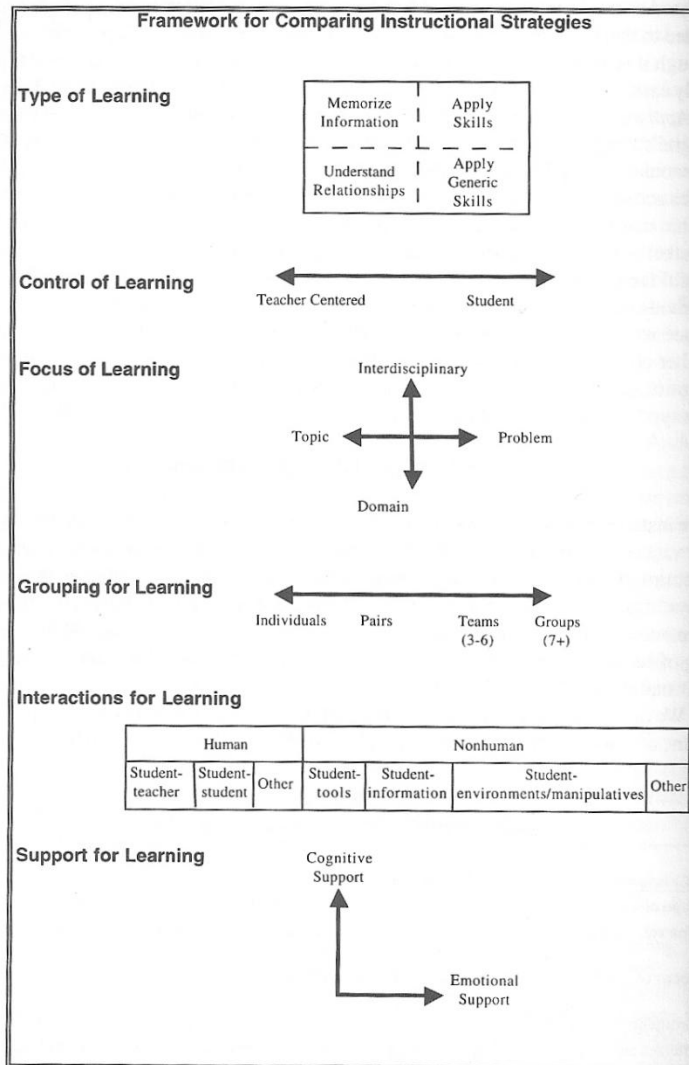 Framework for Comparing Instructional Strategies
Type of Learning
Memorize
Information
Apply
Skills
Understand
Relationships
Apply
Generic
Skills
Control of Learning
Teacher Centered
Student
Focus of Learning
Interdisciplinary
Topic
Problem
Domain
Grouping for Learning
Individuals
Pairs
Teams
(3-6)
Groups
(7+)
Interactions for Learning
Human
Nonhuman
Student-
teacher
Student-
student
Other
Student-
tools
Student-
information
Student-
environments/manipulatives
Other
Support for Learning
Cognitive
Support
Emotional
Support